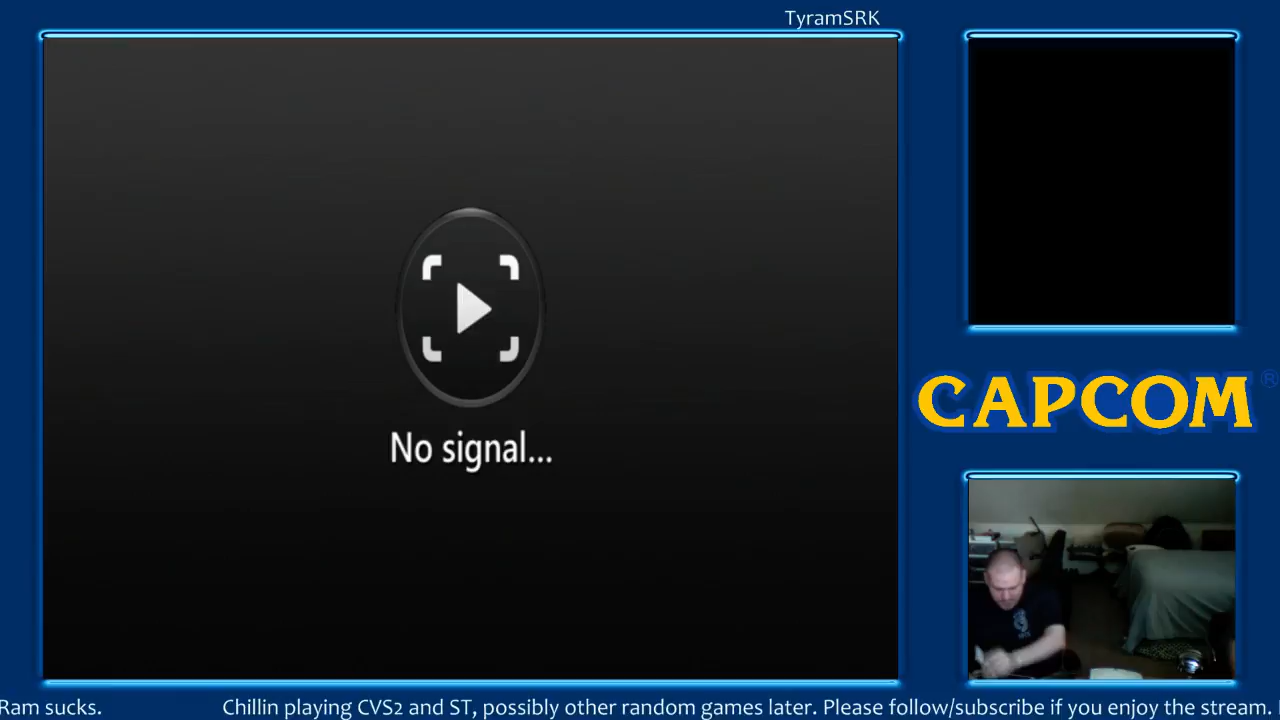 TyramSRK
No signal...
CAPCOM®
Ram sucks. Chillin playing CVS2 and ST, possibly other random games later. Please follow/subscribe if you enjoy the stream.